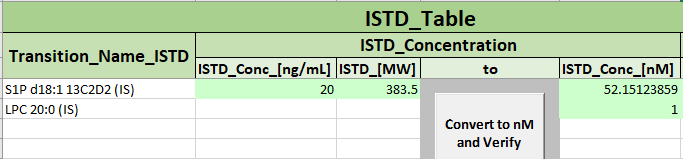 ISTD_Table
Transition_Name_ISTD
ISTD_Concentration
ISTD_Conc_[ng/mL] ISTD_[MW] to ISTD_Conc_[nM]
S1P d18:1 13C2D2 (IS) 20 383.5 52.15123859
LPC 20:0 (IS) 1
Convert to nM
and Verify